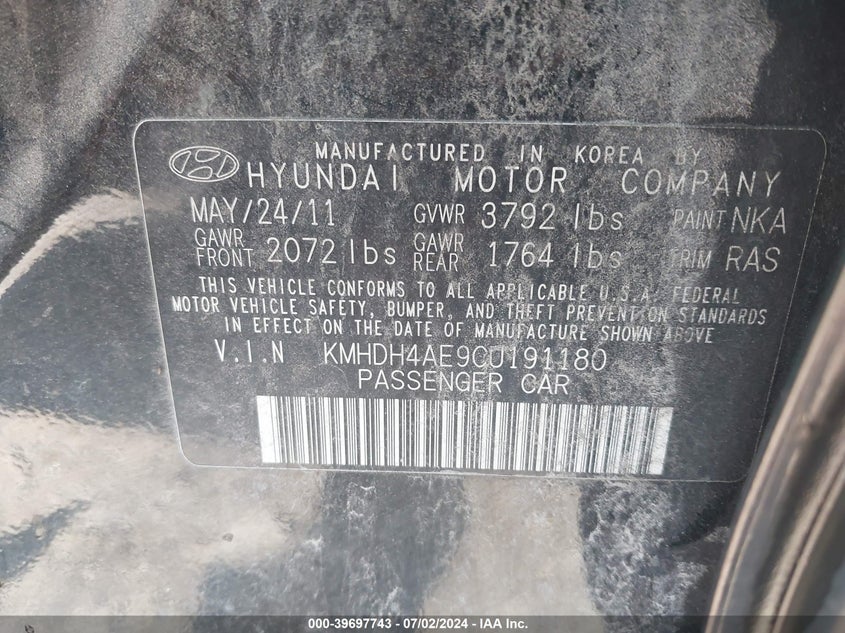 MANUFACTURED IN KOREA BY
HYUNDAI MOTOR COMPANY
MAY/24/11 GVWR 3792 lbs PAINT NKA
GAWR FRONT 2072 lbs GAWR REAR 1764 lbs TRIM RAS
THIS VEHICLE CONFORMS TO ALL APPLICABLE U.S.A. FEDERAL
MOTOR VEHICLE SAFETY, BUMPER, AND THEFT PREVENTION STANDARDS
IN EFFECT ON THE DATE OF MANUFACTURE SHOWN ABOVE.
V.I.N KMHDH4AE9CU191180
PASSENGER CAR
000-39697743 - 07/02/2024 - IAA Inc.